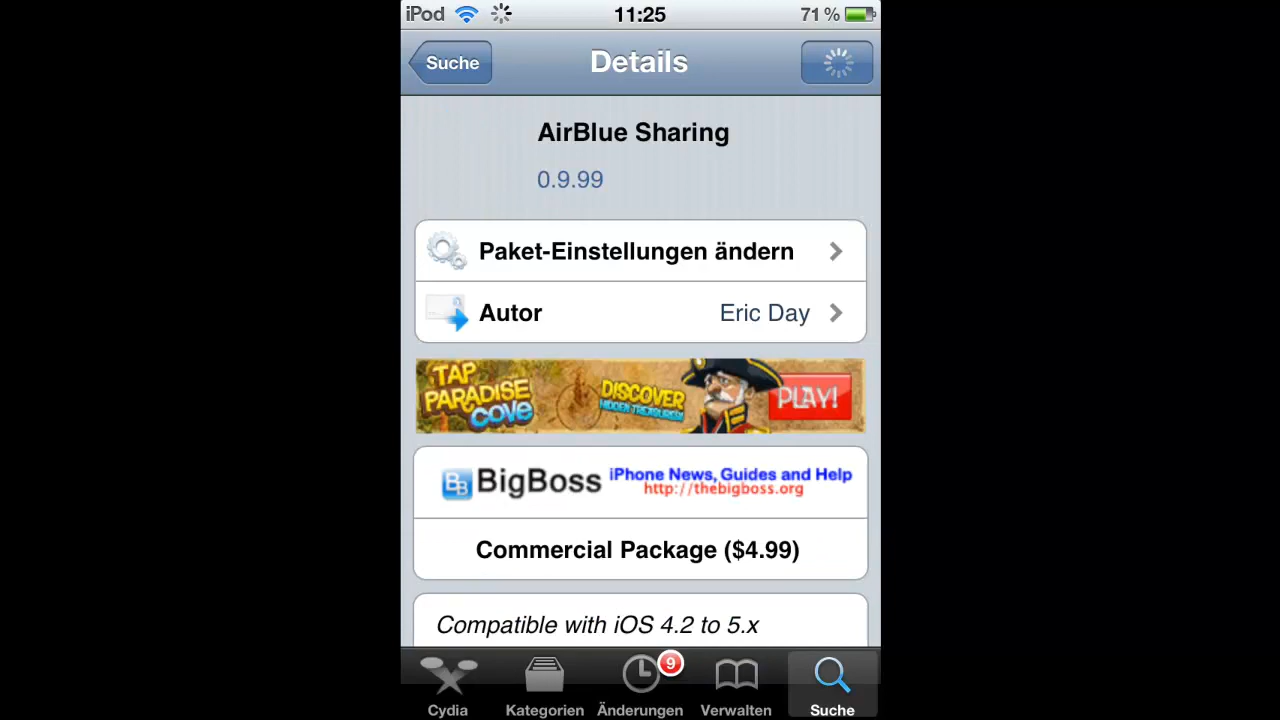 iPod 11:25 71 %
Suche Details
AirBlue Sharing
0.9.99
Paket-Einstellungen ändern
Autor Eric Day
TAP PARADISE COVE
DISCOVER
HIDDEN TREASURES!
PLAY!
BB BigBoss iPhone News, Guides and Help
http://thebigboss.org
Commercial Package ($4.99)
Compatible with iOS 4.2 to 5.x
9
Cydia Kategorien Änderungen Verwalten Suche